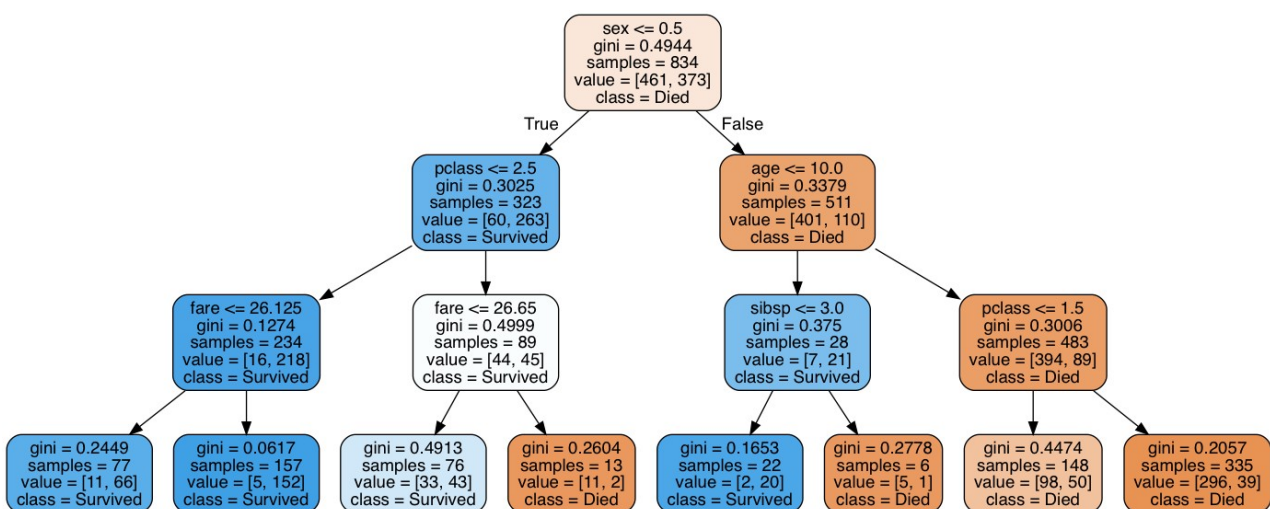 sex <= 0.5
gini = 0.4944
samples = 834
value = [461, 373]
class = Died
True
False
pclass <= 2.5
gini = 0.3025
samples = 323
value = [60, 263]
class = Survived
age <= 10.0
gini = 0.3379
samples = 511
value = [401, 110]
class = Died
fare <= 26.125
gini = 0.1274
samples = 234
value = [16, 218]
class = Survived
fare <= 26.65
gini = 0.4999
samples = 89
value = [44, 45]
class = Survived
sibsp <= 3.0
gini = 0.375
samples = 28
value = [7, 21]
class = Survived
pclass <= 1.5
gini = 0.3006
samples = 483
value = [394, 89]
class = Died
gini = 0.2449
samples = 77
value = [11, 66]
class = Survived
gini = 0.0617
samples = 157
value = [5, 152]
class = Survived
gini = 0.4913
samples = 76
value = [33, 43]
class = Survived
gini = 0.2604
samples = 13
value = [11, 2]
class = Died
gini = 0.1653
samples = 22
value = [2, 20]
class = Survived
gini = 0.2778
samples = 6
value = [5, 1]
class = Died
gini = 0.4474
samples = 148
value = [98, 50]
class = Died
gini = 0.2057
samples = 335
value = [296, 39]
class = Died